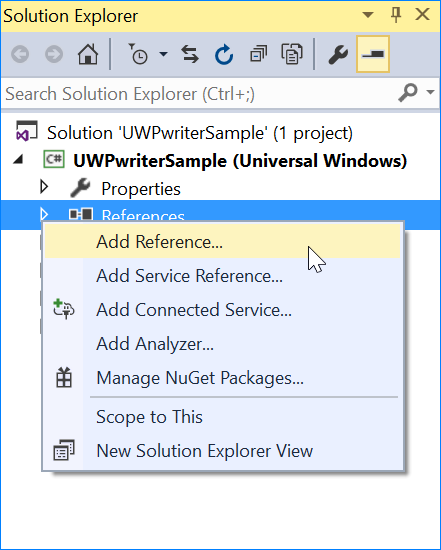 Solution Explorer
Search Solution Explorer (Ctrl+;)
Solution 'UWPwriterSample' (1 project)
C# UWPwriterSample (Universal Windows)
Properties
References
Add Reference...
Add Service Reference...
Add Connected Service...
Add Analyzer...
Manage NuGet Packages...
Scope to This
New Solution Explorer View